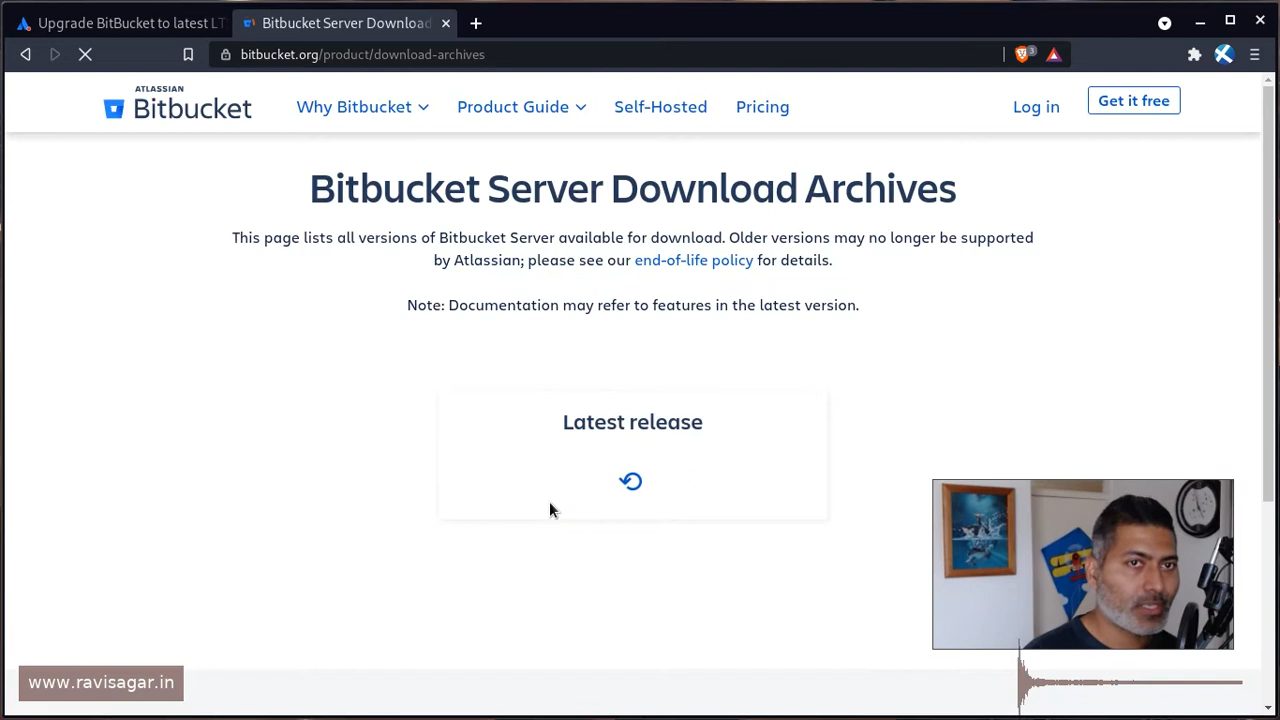 Upgrade BitBucket to latest LT
Bitbucket Server Download
bitbucket.org/product/download-archives
3
ATLASSIAN
Bitbucket
Why Bitbucket
Product Guide
Self-Hosted
Pricing
Log in
Get it free
Bitbucket Server Download Archives
This page lists all versions of Bitbucket Server available for download. Older versions may no longer be supported
by Atlassian; please see our end-of-life policy for details.
Note: Documentation may refer to features in the latest version.
Latest release
www.ravisagar.in